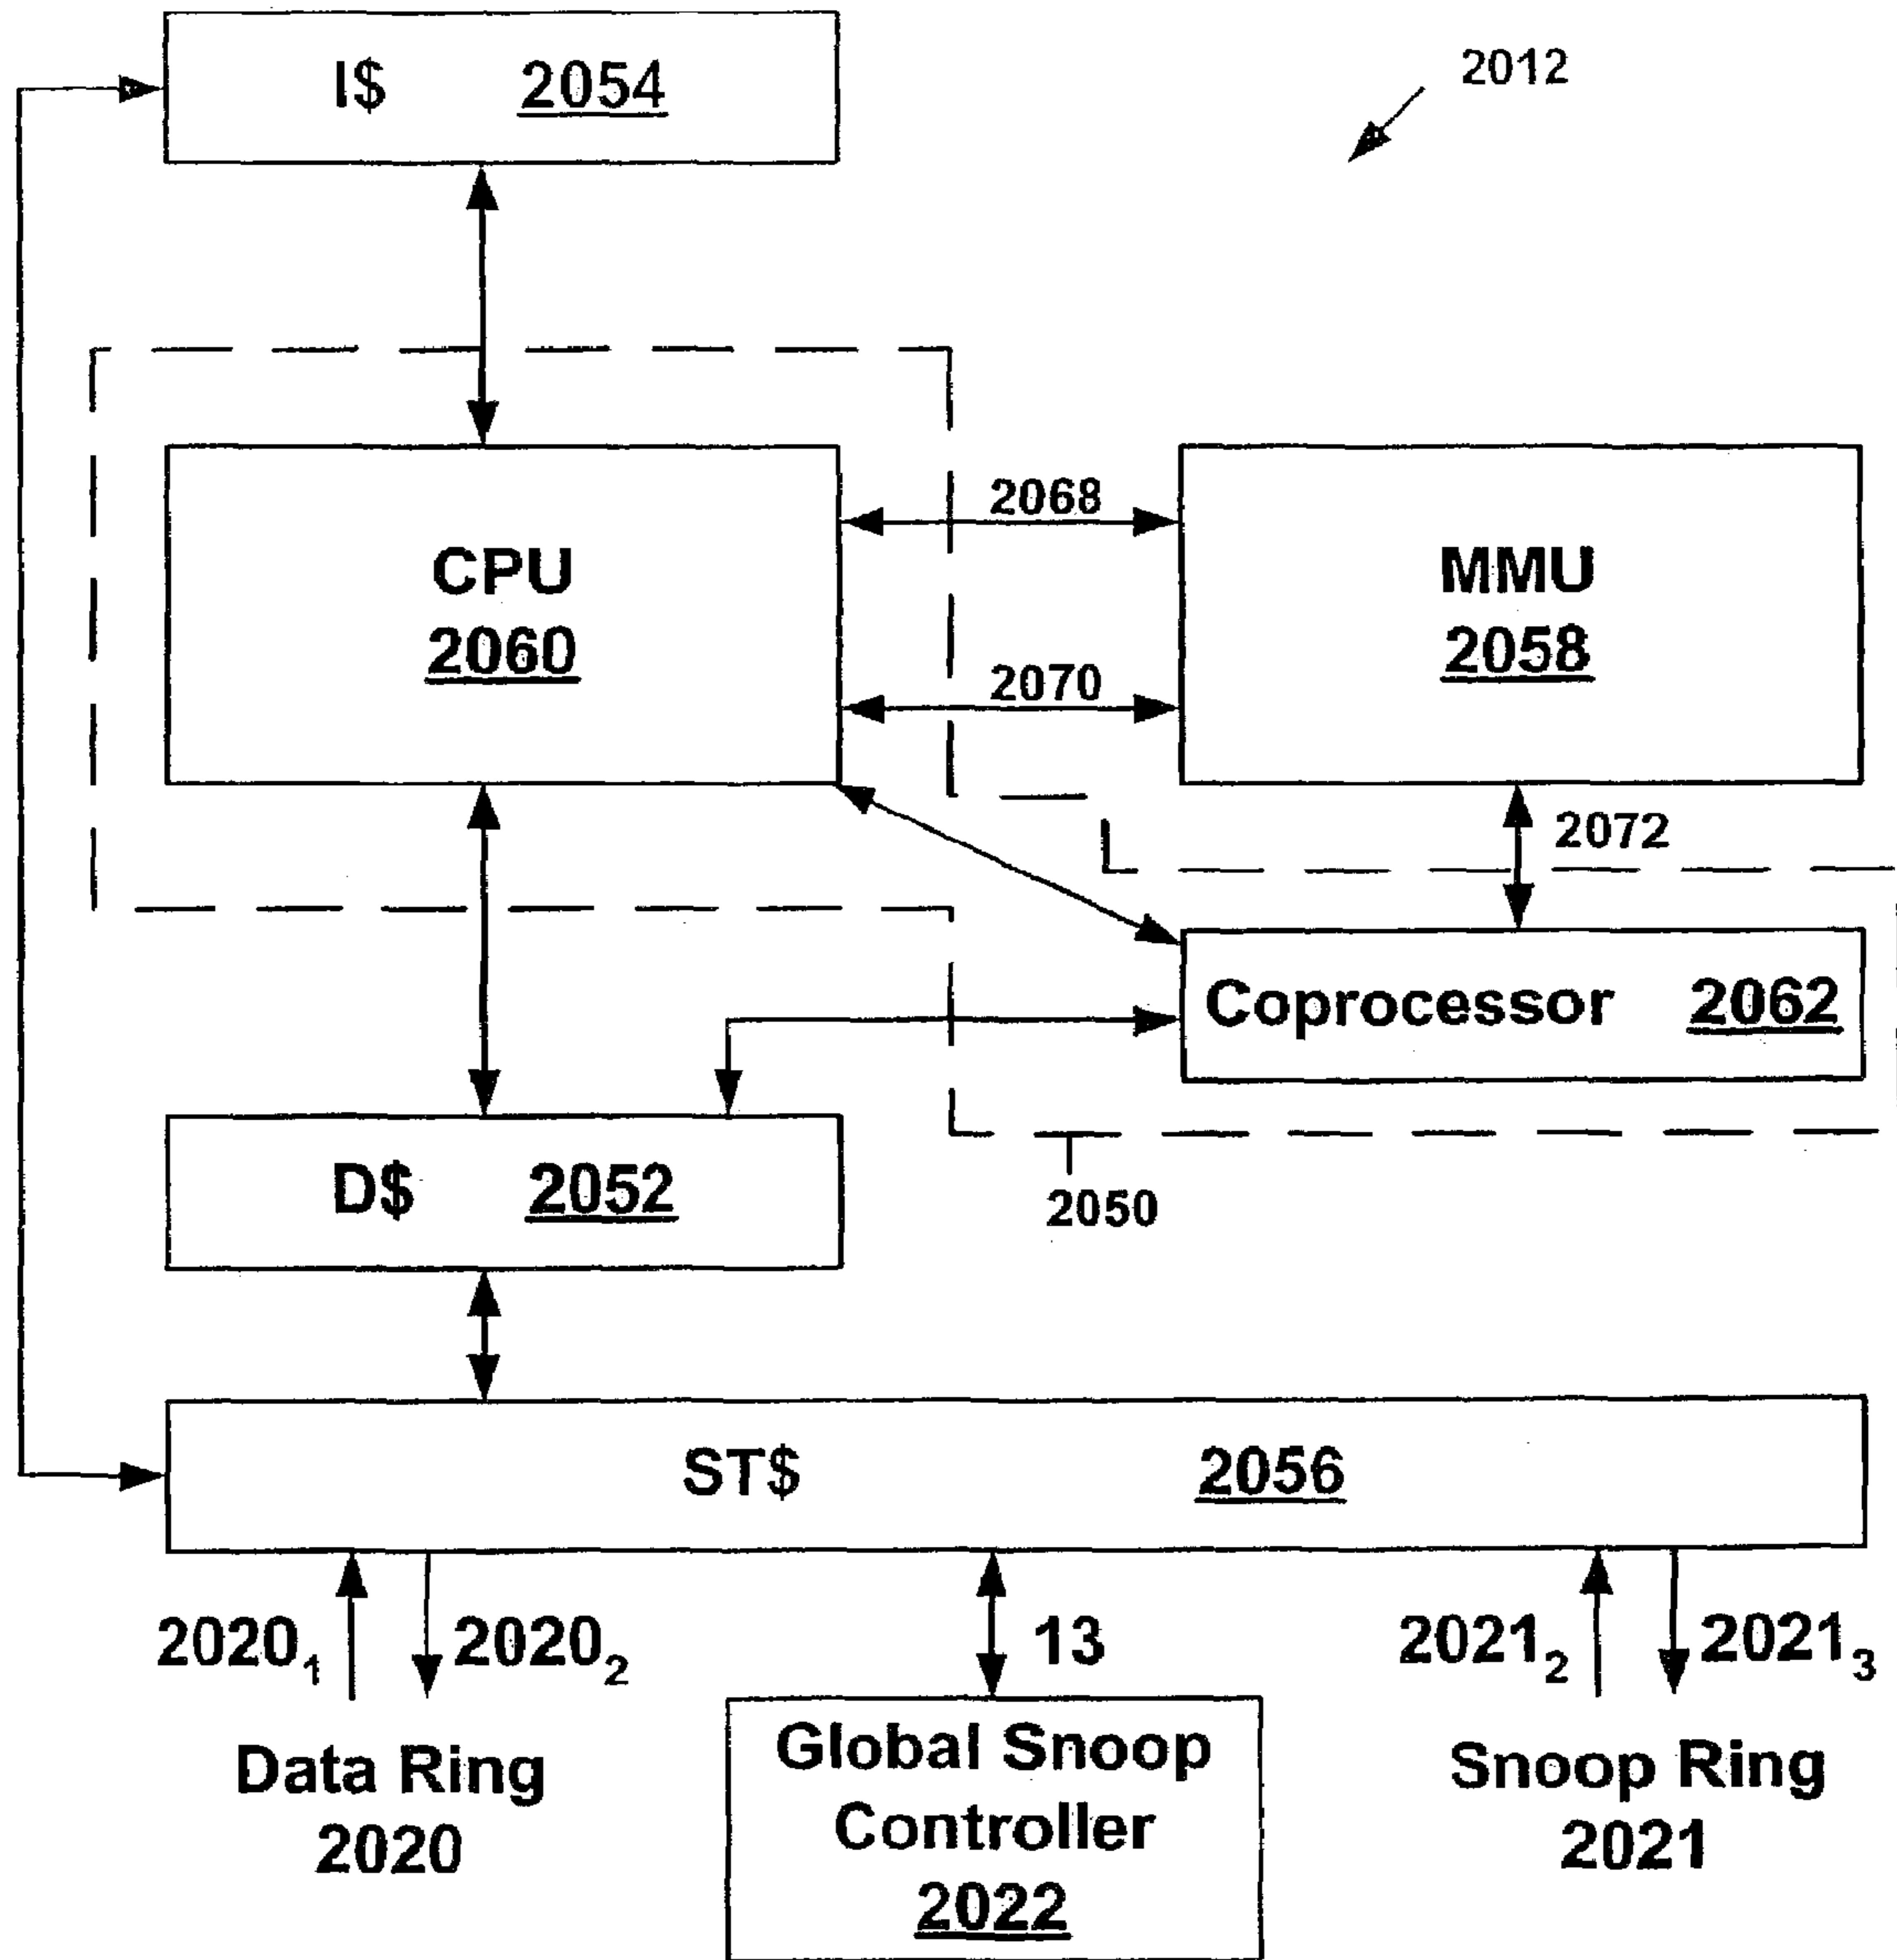 I$ 2054
2012
CPU
2060
2068
2070
MMU
2058
2072
Coprocessor 2062
D$ 2052
2050
ST$ 2056
2020₁
2020₂
13
2021₂
2021₃
Data Ring
2020
Global Snoop
Controller
2022
Snoop Ring
2021